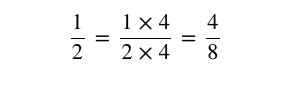 1/2 = 1 × 4 / 2 × 4 = 4/8